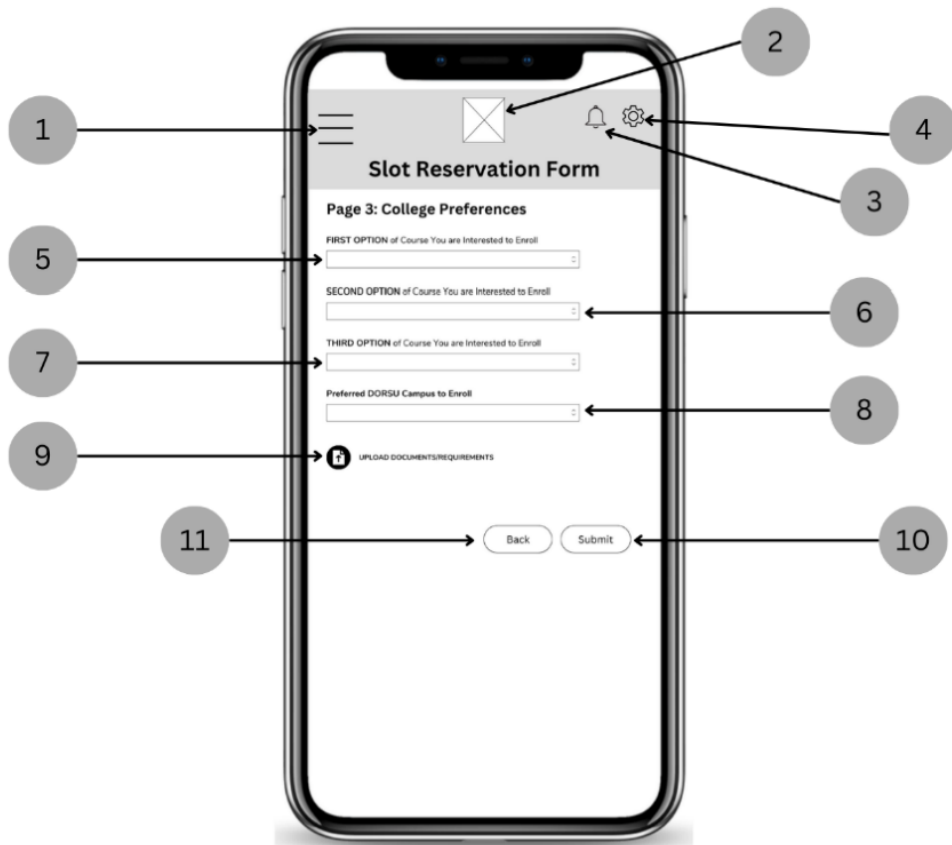 2
1
4
Slot Reservation Form
3
Page 3: College Preferences
FIRST OPTION of Course You are Interested to Enroll
5
SECOND OPTION of Course You are Interested to Enroll
6
THIRD OPTION of Course You are Interested to Enroll
7
Preferred DORSU Campus to Enroll
8
9
UPLOAD DOCUMENTS/REQUIREMENTS
11
Back
Submit
10